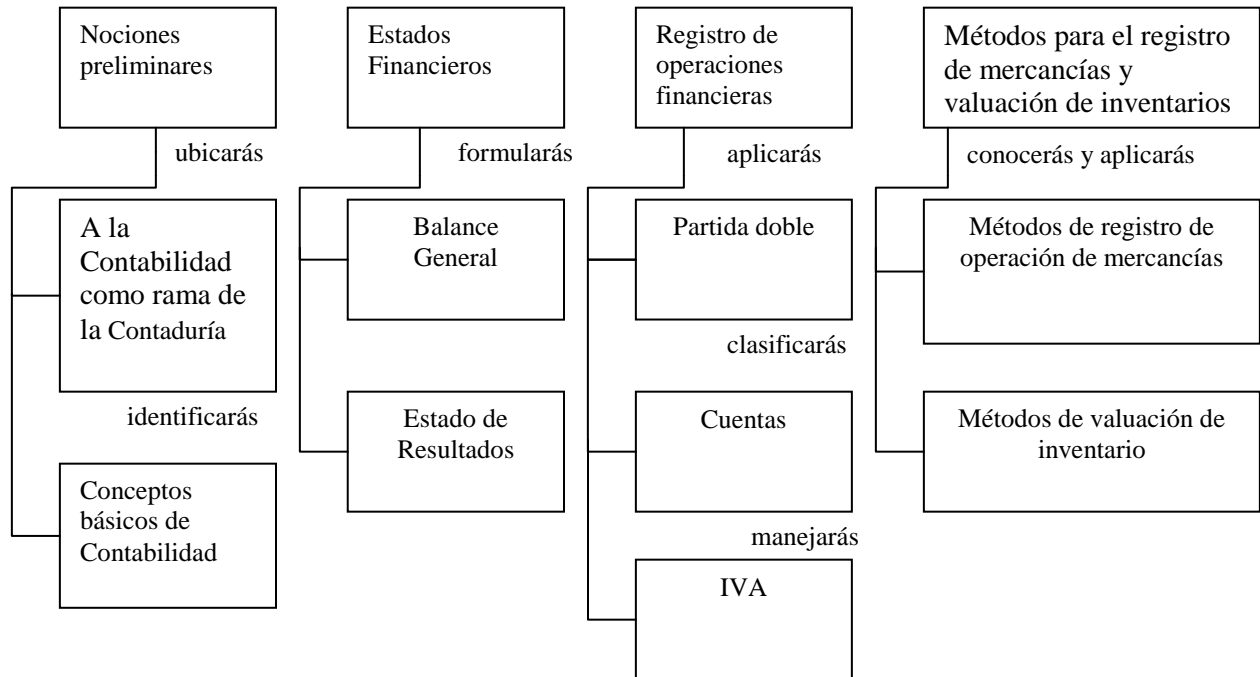 Nociones
preliminares
ubicarás
A la
Contabilidad
como rama de
la Contaduría
identificarás
Conceptos
básicos de
Contabilidad
Estados
Financieros
formularás
Balance
General
Estado de
Resultados
Registro de
operaciones
financieras
aplicarás
Partida doble
clasificarás
Cuentas
manejarás
IVA
Métodos para el registro
de mercancías y
valuación de inventarios
conocerás y aplicarás
Métodos de registro de
operación de mercancías
Métodos de valuación de
inventario